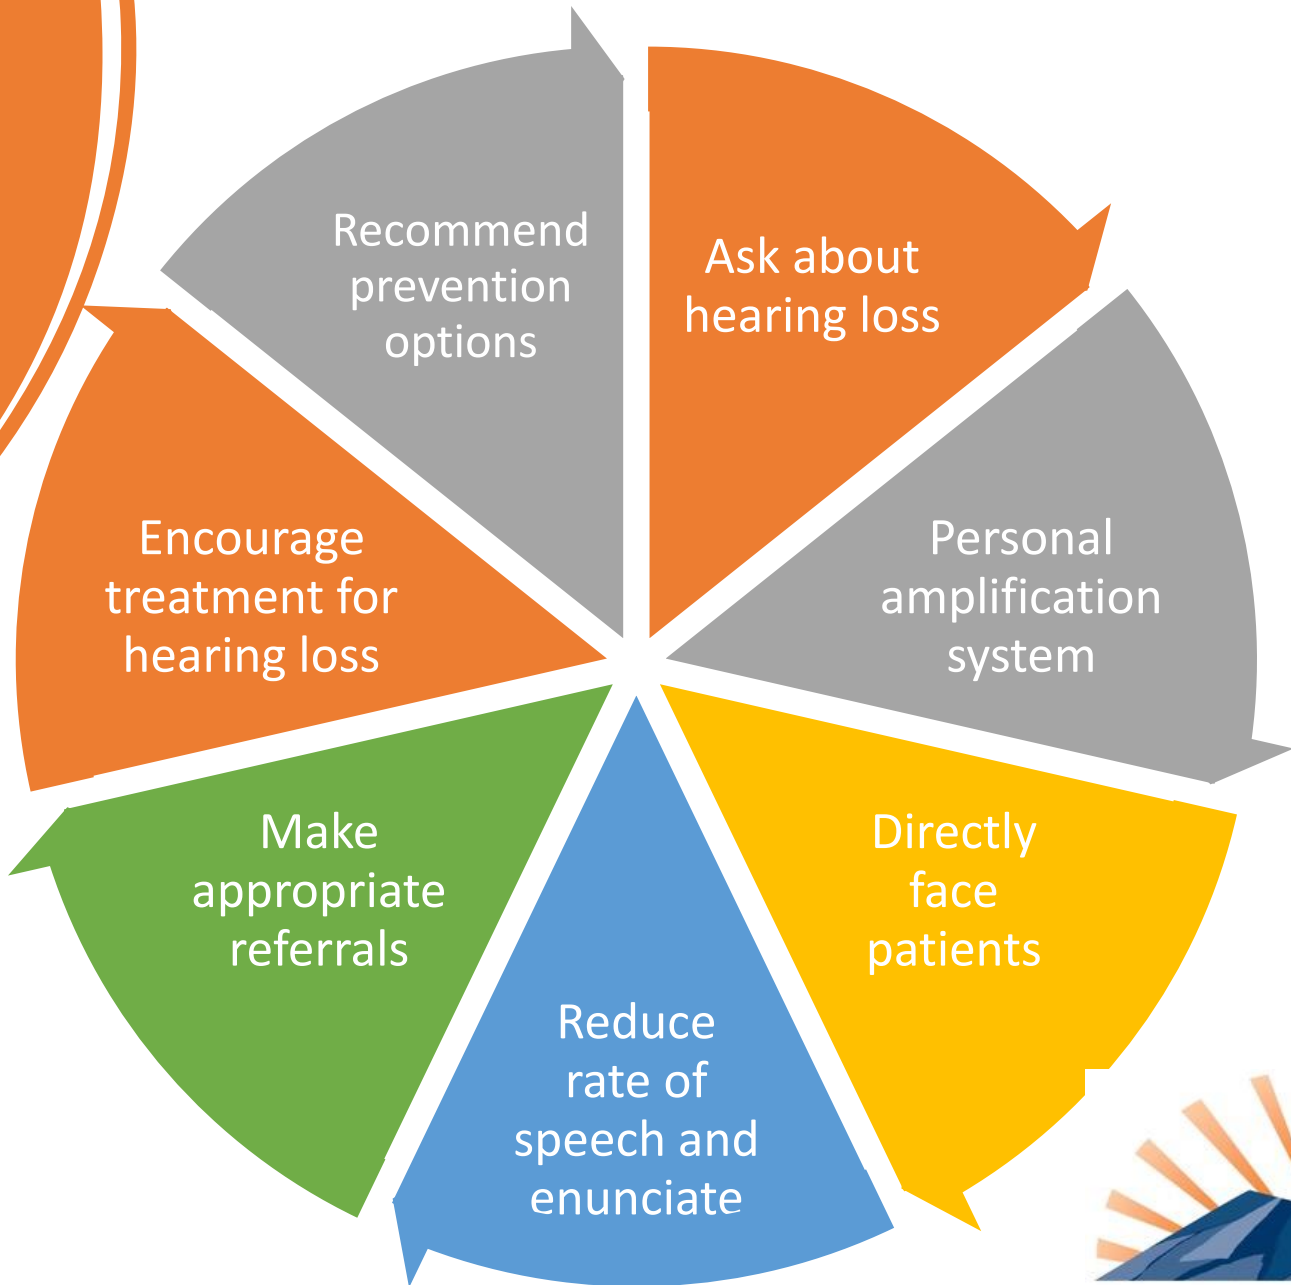 Ask about
hearing loss
Personal
amplification
system
Directly
face
patients
Reduce
rate of
speech and
enunciate
Make
appropriate
referrals
Encourage
treatment for
hearing loss
Recommend
prevention
options